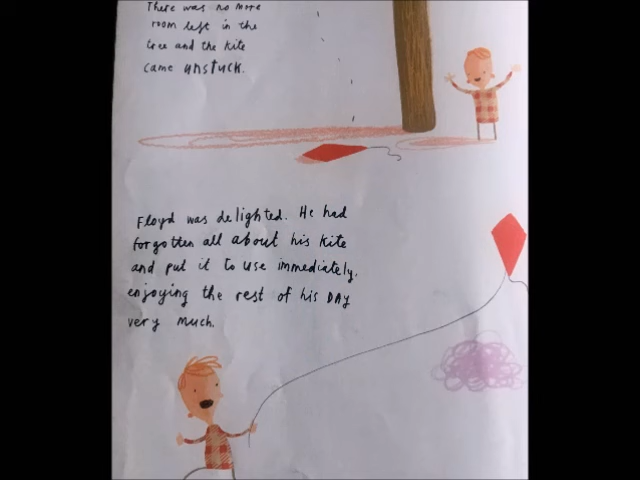 There was no more
room left in the
tree and the kite
came unstuck.
Floyd was delighted. He had
forgotten all about his kite
and put it to use immediately,
enjoying the rest of his DAY
very much.